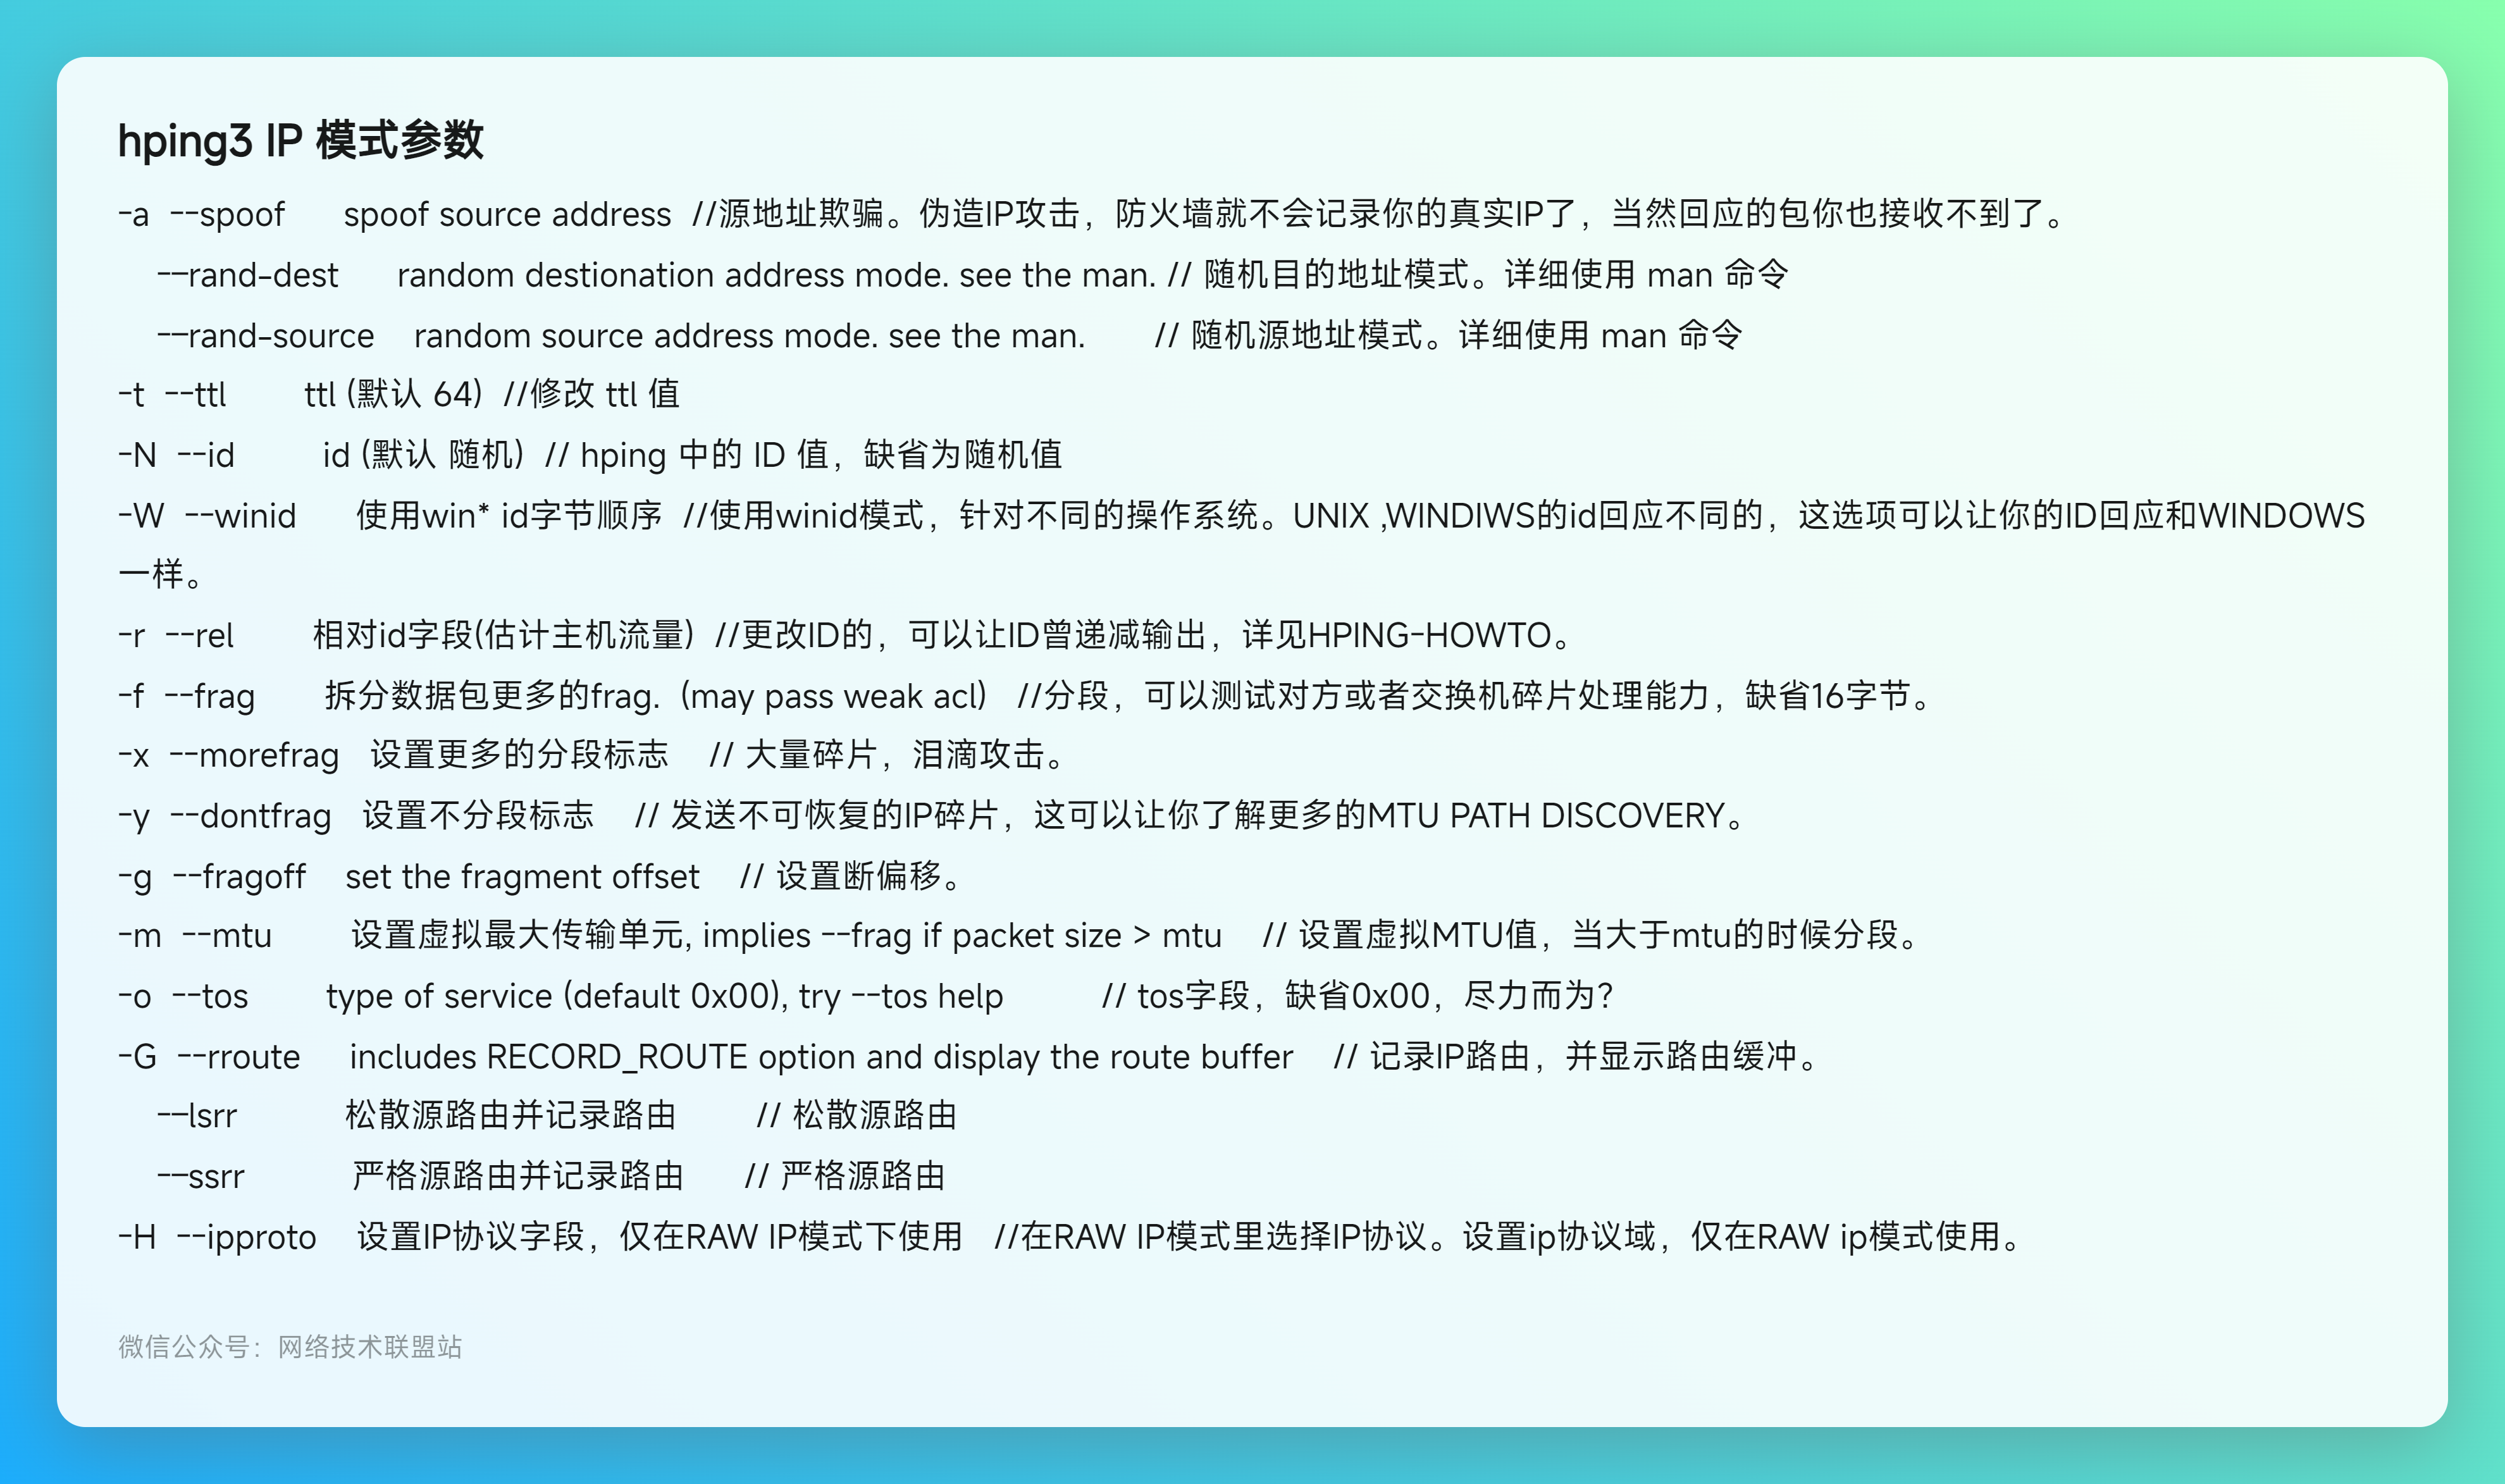 hping3 IP 模式参数
-a --spoof spoof source address //源地址欺骗。伪造IP攻击，防火墙就不会记录你的真实IP了，当然回应的包你也接收不到了。
--rand-dest random destionation address mode. see the man. // 随机目的地址模式。详细使用 man 命令
--rand-source random source address mode. see the man. // 随机源地址模式。详细使用 man 命令
-t --ttl ttl (默认 64) //修改 ttl 值
-N --id id (默认 随机) // hping 中的 ID 值，缺省为随机值
-W --winid 使用win* id字节顺序 //使用winid模式，针对不同的操作系统。UNIX ,WINDIWS的id回应不同的，这选项可以让你的ID回应和WINDOWS
一样。
-r --rel 相对id字段(估计主机流量) //更改ID的，可以让ID曾递减输出，详见HPING-HOWTO。
-f --frag 拆分数据包更多的frag. (may pass weak acl) //分段，可以测试对方或者交换机碎片处理能力，缺省16字节。
-x --morefrag 设置更多的分段标志 // 大量碎片，泪滴攻击。
-y --dontfrag 设置不分段标志 // 发送不可恢复的IP碎片，这可以让你了解更多的MTU PATH DISCOVERY。
-g --fragoff set the fragment offset // 设置断偏移。
-m --mtu 设置虚拟最大传输单元, implies --frag if packet size > mtu // 设置虚拟MTU值，当大于mtu的时候分段。
-o --tos type of service (default 0x00), try --tos help // tos字段，缺省0x00，尽力而为？
-G --rroute includes RECORD_ROUTE option and display the route buffer // 记录IP路由，并显示路由缓冲。
--lsrr 松散源路由并记录路由 // 松散源路由
--ssrr 严格源路由并记录路由 // 严格源路由
-H --ipproto 设置IP协议字段，仅在RAW IP模式下使用 //在RAW IP模式里选择IP协议。设置ip协议域，仅在RAW ip模式使用。
微信公众号：网络技术联盟站